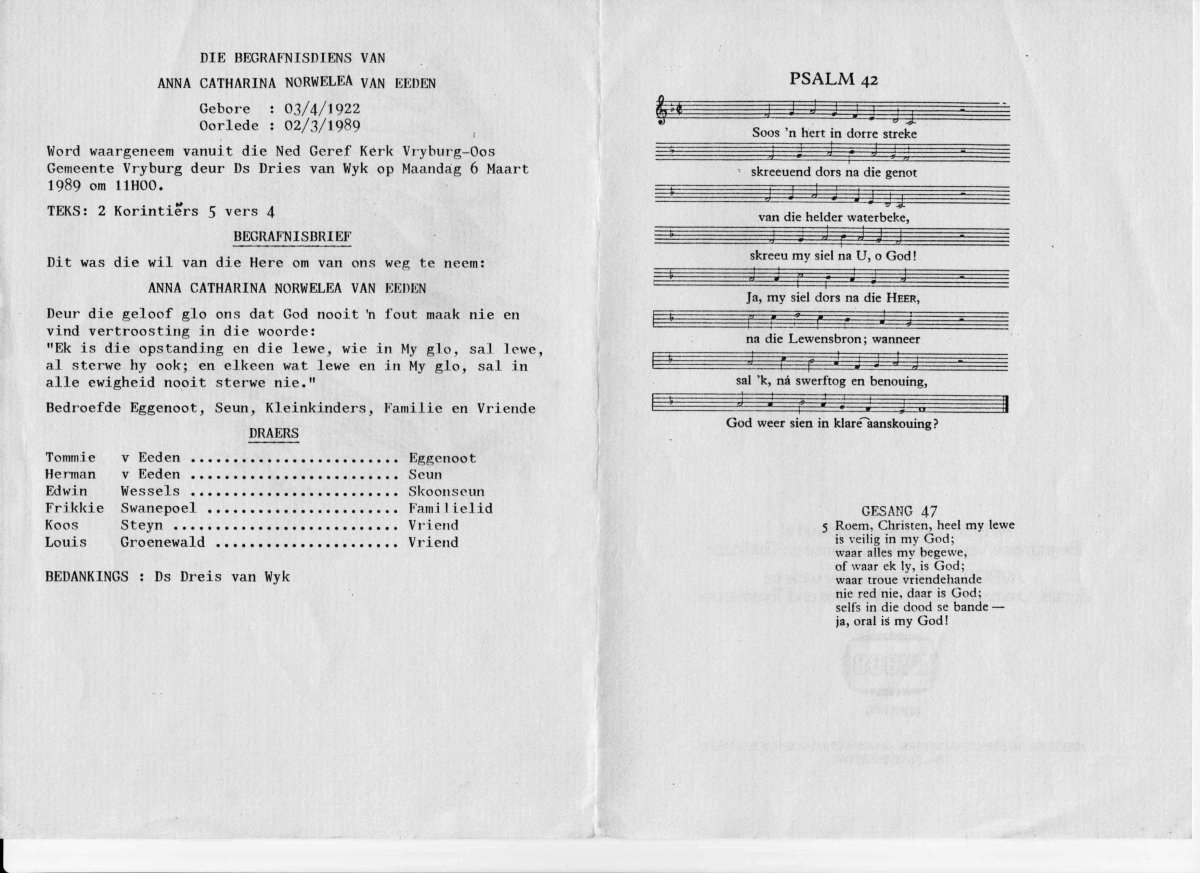 DIE BEGRAFNISDIENS VAN
ANNA CATHARINA NORWELEA VAN EEDEN
Gebore : 03/4/1922
Oorlede : 02/3/1989
Word waargeneem vanuit die Ned Geref Kerk Vryburg-Oos
Gemeente Vryburg deur Ds Dries van Wyk op Maandag 6 Maart
1989 om 11H00.
TEKS: 2 Korintiërs 5 vers 4
BEGRAFNISBRIEF
Dit was die wil van die Here om van ons weg te neem:
ANNA CATHARINA NORWELEA VAN EEDEN
Deur die geloof glo ons dat God nooit 'n fout maak nie en
vind vertroosting in die woorde:
"Ek is die opstanding en die lewe, wie in My glo, sal lewe,
al sterwe hy ook; en elkeen wat lewe en in My glo, sal in
alle ewigheid nooit sterwe nie."
Bedroefde Eggenoot, Seun, Kleinkinders, Familie en Vriende
DRAERS
Tommie v Eeden ......................... Eggenoot
Herman v Eeden ......................... Seun
Edwin Wessels ......................... Skoonseun
Frikkie Swanepoel ....................... Familielid
Koos Steyn ........................... Vriend
Louis Groenewald ...................... Vriend
BEDANKINGS : Ds Dreis van Wyk
PSALM 42
Soos 'n hert in dorre streke
skreeuend dors na die genot
van die helder waterbeke,
skreeu my siel na U, o God!
Ja, my siel dors na die HEER,
na die Lewensbron; wanneer
sal 'k, ná swerftog en benouing,
God weer sien in klare aanskouing?
GESANG 47
5 Roem, Christen, heel my lewe
is veilig in my God;
waar alles my begewe,
of waar ek ly, is God;
waar troue vriendehande
nie red nie, daar is God;
selfs in die dood se bande —
ja, oral is my God!